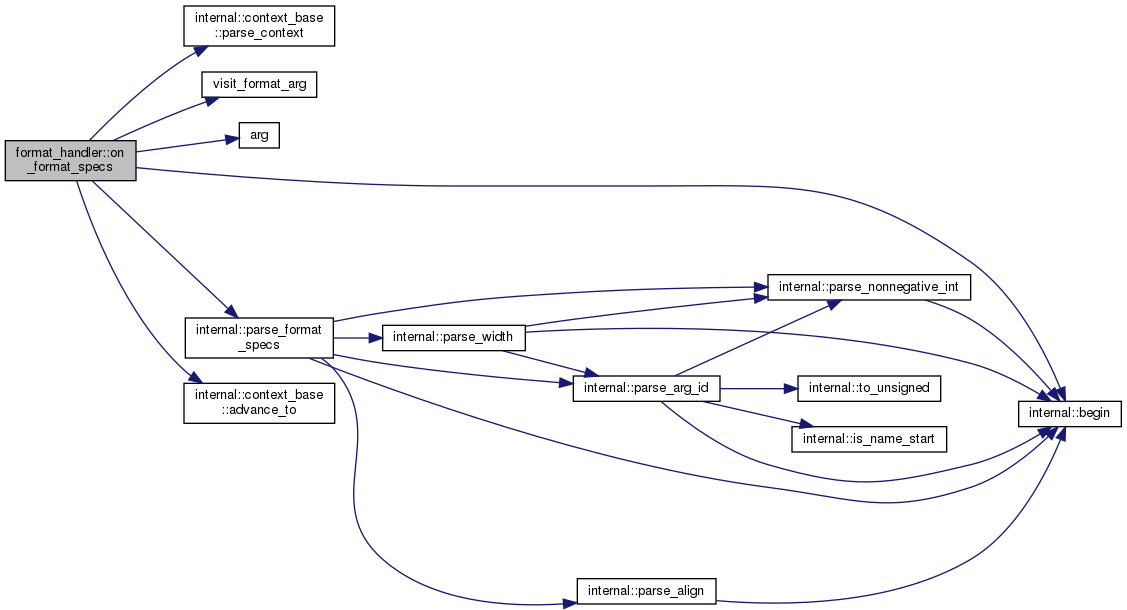 internal::context_base
::parse_context
visit_format_arg
arg
format_handler::on
_format_specs
internal::parse_nonnegative_int
internal::parse_format
_specs
internal::parse_width
internal::parse_arg_id
internal::to_unsigned
internal::context_base
::advance_to
internal::begin
internal::is_name_start
internal::parse_align